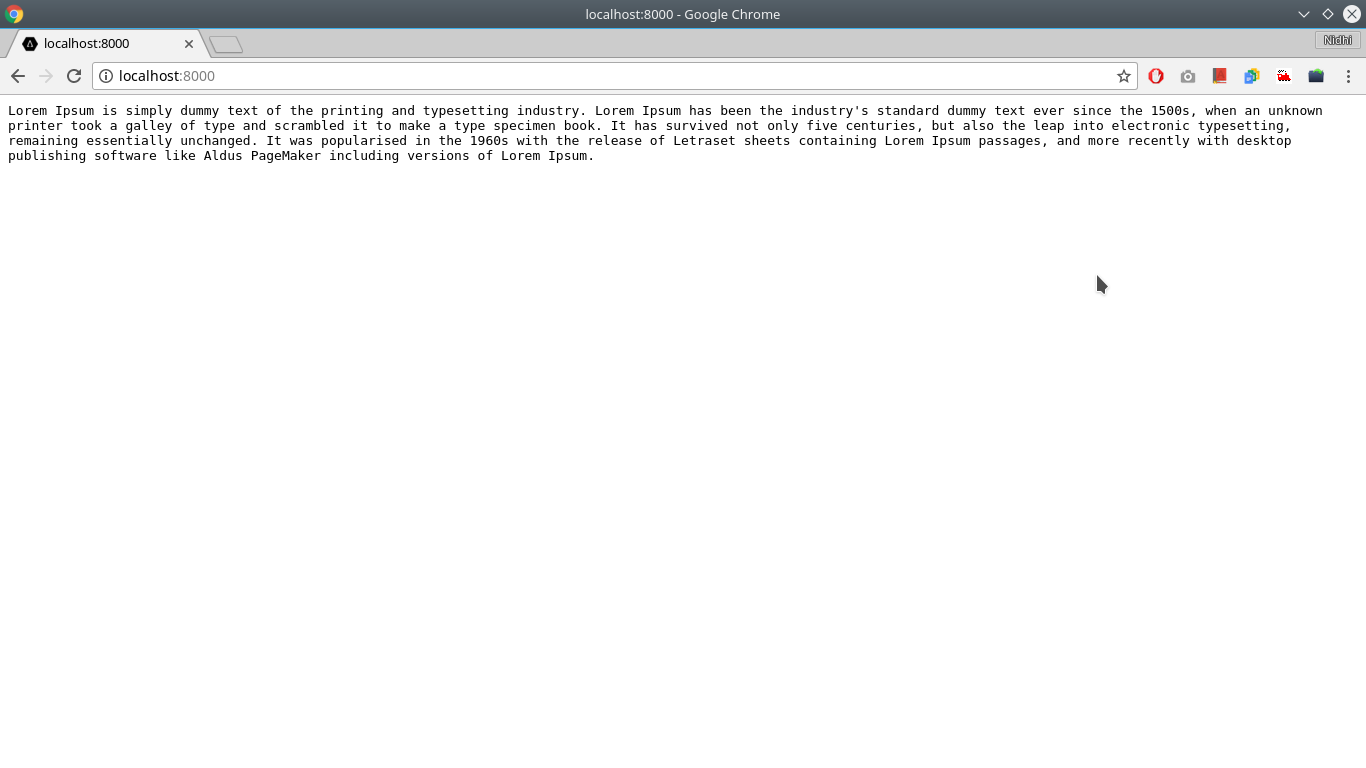 localhost:8000 - Google Chrome
localhost:8000
Nidhi
localhost:8000
Lorem Ipsum is simply dummy text of the printing and typesetting industry. Lorem Ipsum has been the industry's standard dummy text ever since the 1500s, when an unknown
printer took a galley of type and scrambled it to make a type specimen book. It has survived not only five centuries, but also the leap into electronic typesetting,
remaining essentially unchanged. It was popularised in the 1960s with the release of Letraset sheets containing Lorem Ipsum passages, and more recently with desktop
publishing software like Aldus PageMaker including versions of Lorem Ipsum.